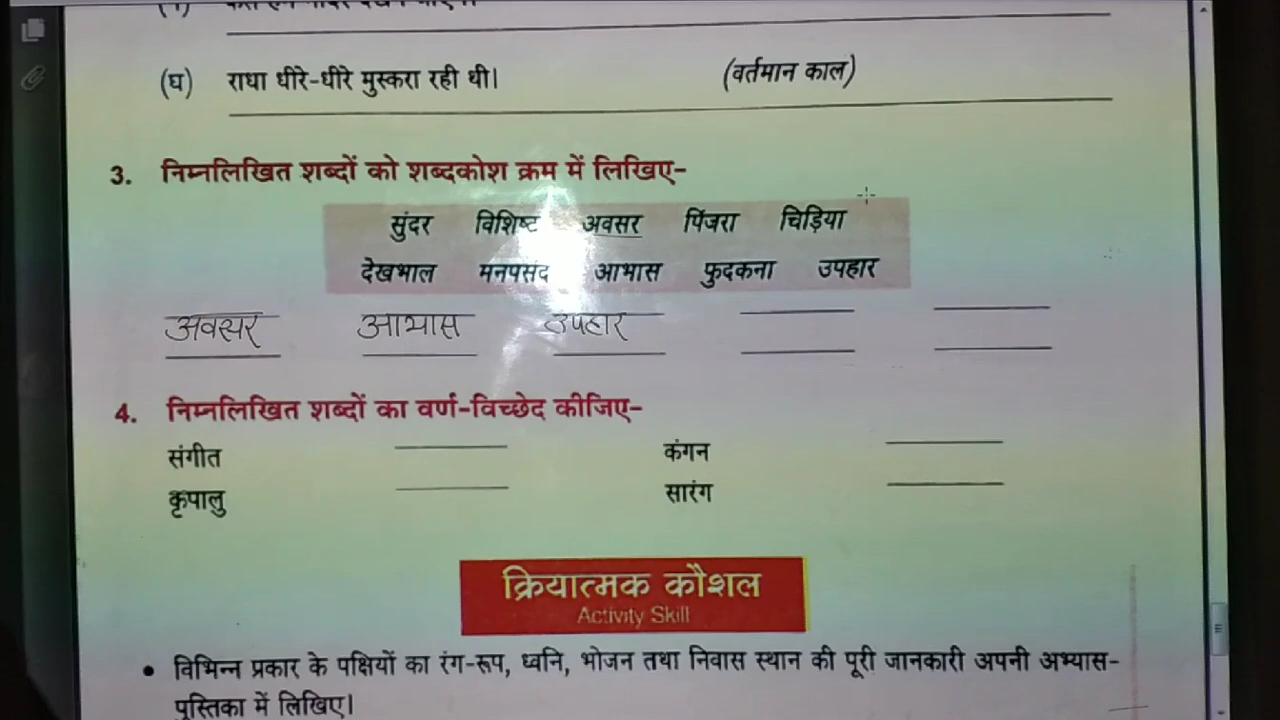 (घ) राधा धीरे-धीरे मुस्करा रही थी। (वर्तमान काल)
3. निम्नलिखित शब्दों को शब्दकोश क्रम में लिखिए-
सुंदर विशिष्ट अवसर पिंजरा चिड़िया
देखभाल मनपसंद आभास फुदकना उपहार
अवसर आभास उपहार
4. निम्नलिखित शब्दों का वर्ण-विच्छेद कीजिए-
संगीत कंगन
कृपालु सारंग
क्रियात्मक कौशल
Activity Skill
• विभिन्न प्रकार के पक्षियों का रंग-रूप, ध्वनि, भोजन तथा निवास स्थान की पूरी जानकारी अपनी अभ्यास-
पुस्तिका में लिखिए।